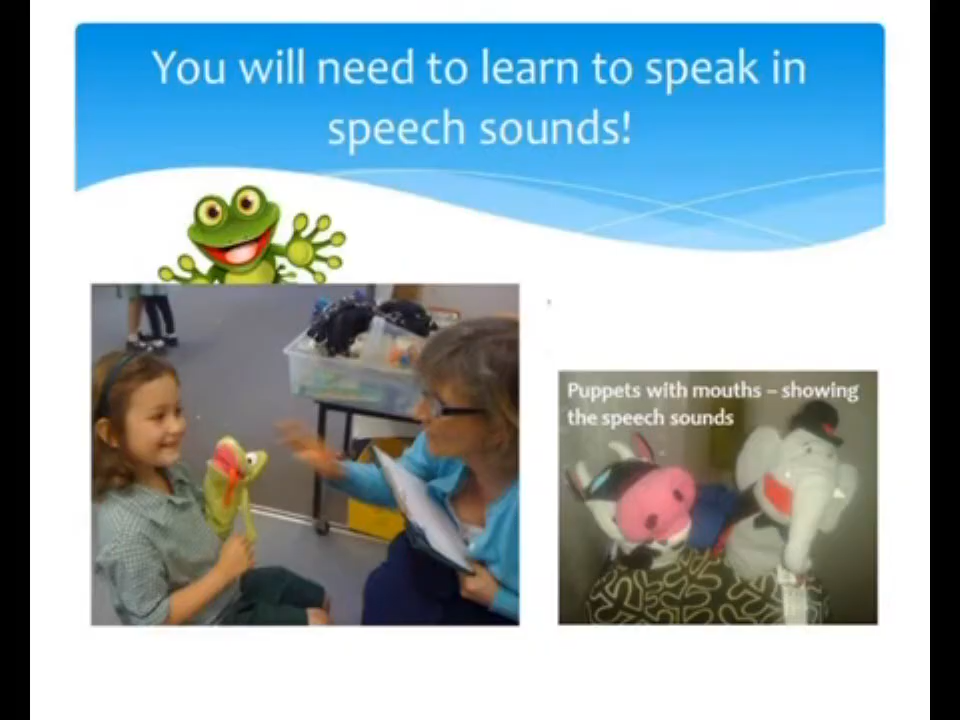 You will need to learn to speak in
speech sounds!
Puppets with mouths – showing
the speech sounds